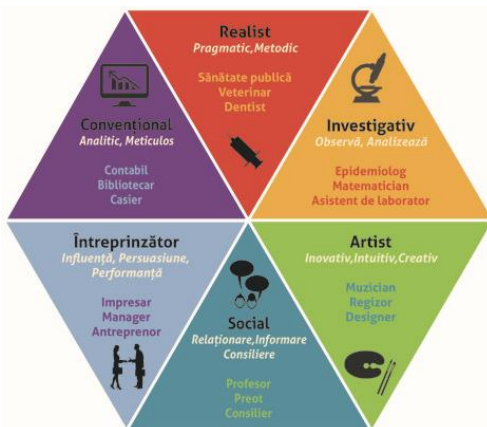 Realist
Pragmatic,Metodic
Sănătate publică
Veterinar
Dentist
Investigativ
Observă, Analizează
Epidemiolog
Matematician
Asistent de laborator
Artist
Inovativ,Intuitiv,Creativ
Muzician
Regizor
Designer
Social
Relaționare,Informare
Consiliere
Profesor
Preot
Consilier
Întreprinzător
Influență, Persuasiune,
Performanță
Impresar
Manager
Antreprenor
Convențional
Analitic, Meticulos
Contabil
Bibliotecar
Casier